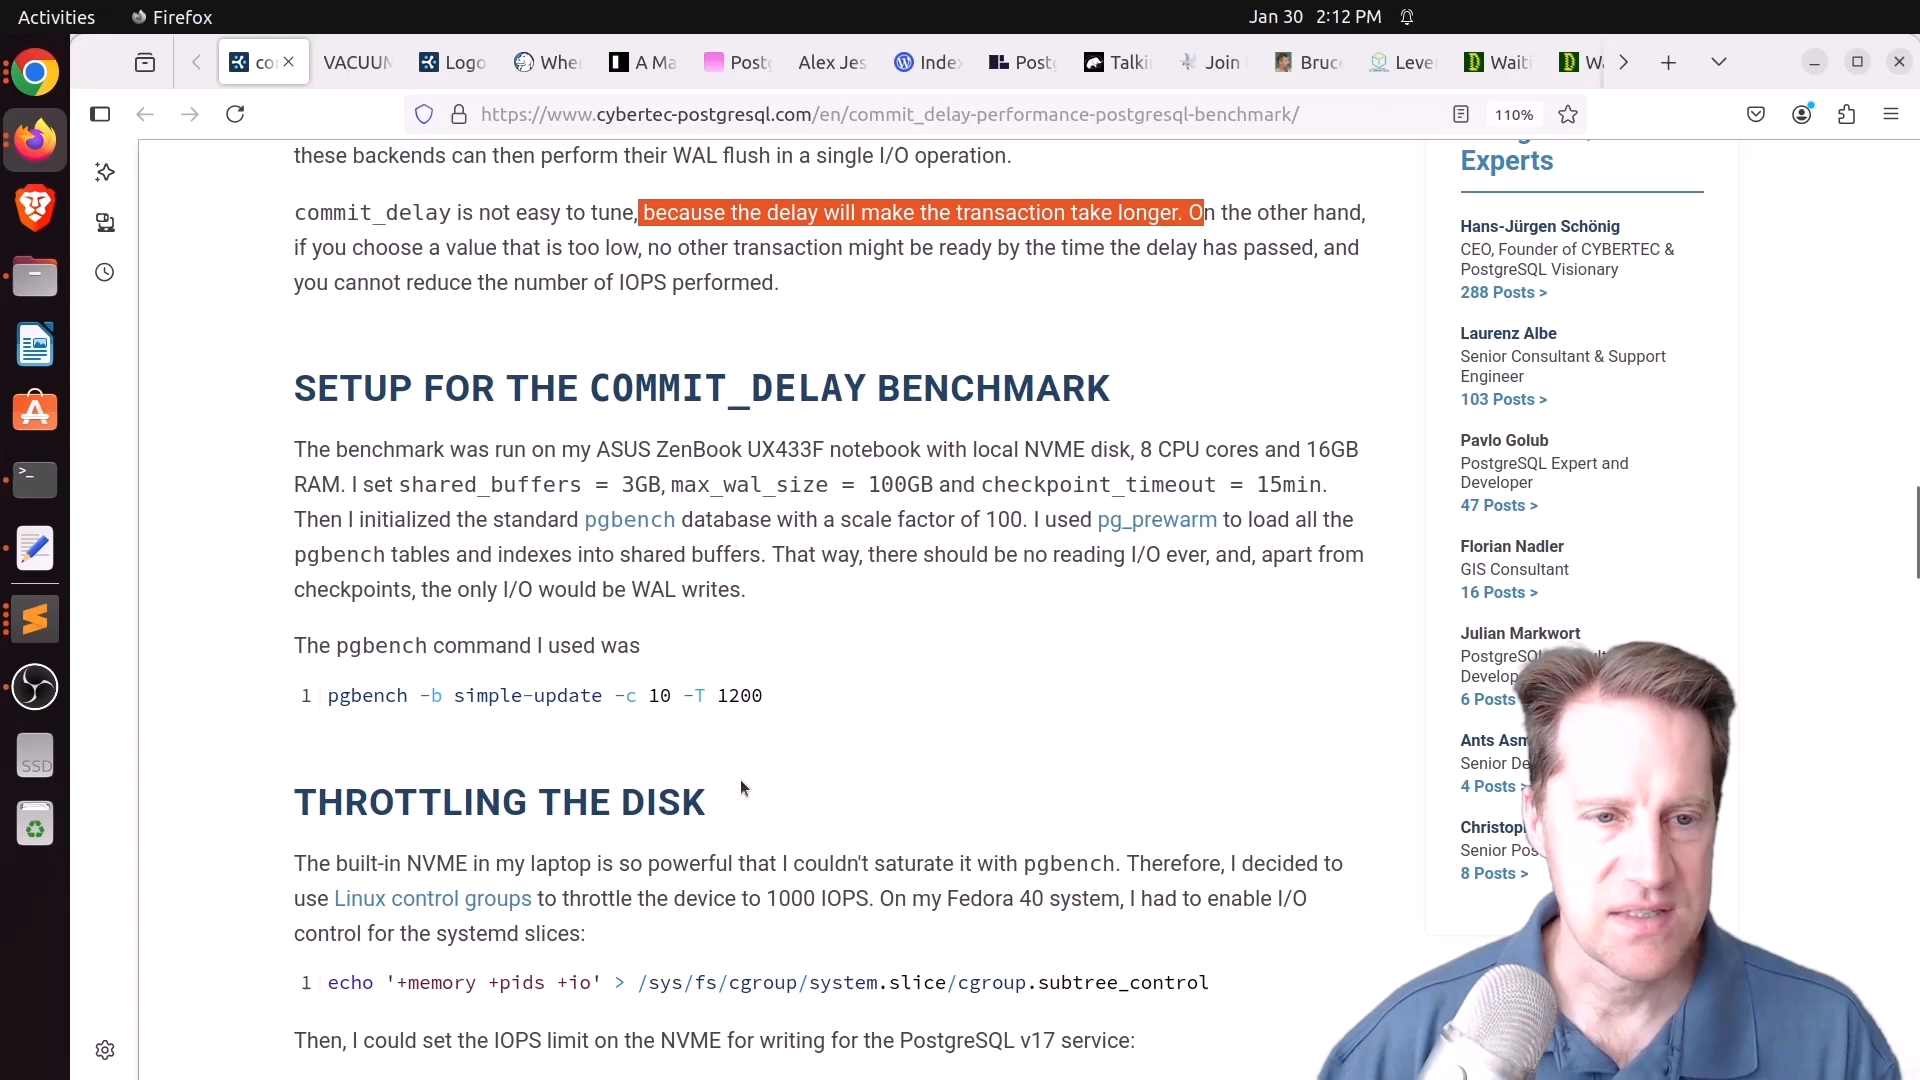 Activities
Firefox
Jan 30 2:12 PM
co
VACUUM
Logo
Whe
A Ma
Postg
Alex Jes
Inde
Postg
Talki
Join
Bruc
Leve
Waiti
Wa
https://www.cybertec-postgresql.com/en/commit_delay-performance-postgresql-benchmark/
110%
these backends can then perform their WAL flush in a single I/O operation.
commit_delay is not easy to tune, because the delay will make the transaction take longer. On the other hand,
if you choose a value that is too low, no other transaction might be ready by the time the delay has passed, and
you cannot reduce the number of IOPS performed.
SETUP FOR THE COMMIT_DELAY BENCHMARK
The benchmark was run on my ASUS ZenBook UX433F notebook with local NVME disk, 8 CPU cores and 16GB
RAM. I set shared_buffers = 3GB, max_wal_size = 100GB and checkpoint_timeout = 15min.
Then I initialized the standard pgbench database with a scale factor of 100. I used pg_prewarm to load all the
pgbench tables and indexes into shared buffers. That way, there should be no reading I/O ever, and, apart from
checkpoints, the only I/O would be WAL writes.
The pgbench command I used was
1 pgbench -b simple-update -c 10 -T 1200
THROTTLING THE DISK
The built-in NVME in my laptop is so powerful that I couldn't saturate it with pgbench. Therefore, I decided to
use Linux control groups to throttle the device to 1000 IOPS. On my Fedora 40 system, I had to enable I/O
control for the systemd slices:
1 echo '+memory +pids +io' > /sys/fs/cgroup/system.slice/cgroup.subtree_control
Then, I could set the IOPS limit on the NVME for writing for the PostgreSQL v17 service:
Experts
Hans-Jürgen Schönig
CEO, Founder of CYBERTEC &
PostgreSQL Visionary
288 Posts >
Laurenz Albe
Senior Consultant & Support
Engineer
103 Posts >
Pavlo Golub
PostgreSQL Expert and
Developer
47 Posts >
Florian Nadler
GIS Consultant
16 Posts >
Julian Markwort
PostgreSQL
Develop
6 Posts
Ants Asm
Senior De
4 Posts >
Christop
Senior Pos
8 Posts >
SSD